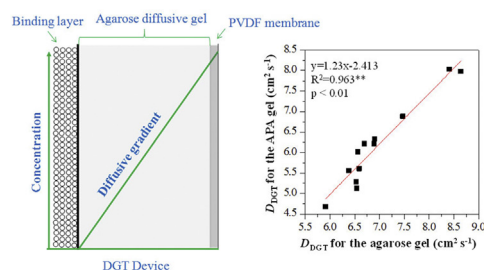 Binding layer
Agarose diffusive gel
PVDF membrane
Concentration
Diffusive gradient
DGT Device
y=1.23x-2.413
R²=0.963**
p < 0.01
D_DGT for the APA gel (cm² s⁻¹)
8.5
8.0
7.5
7.0
6.5
6.0
5.5
5.0
4.5
5.5 6.0 6.5 7.0 7.5 8.0 8.5 9.0
D_DGT for the agarose gel (cm² s⁻¹)